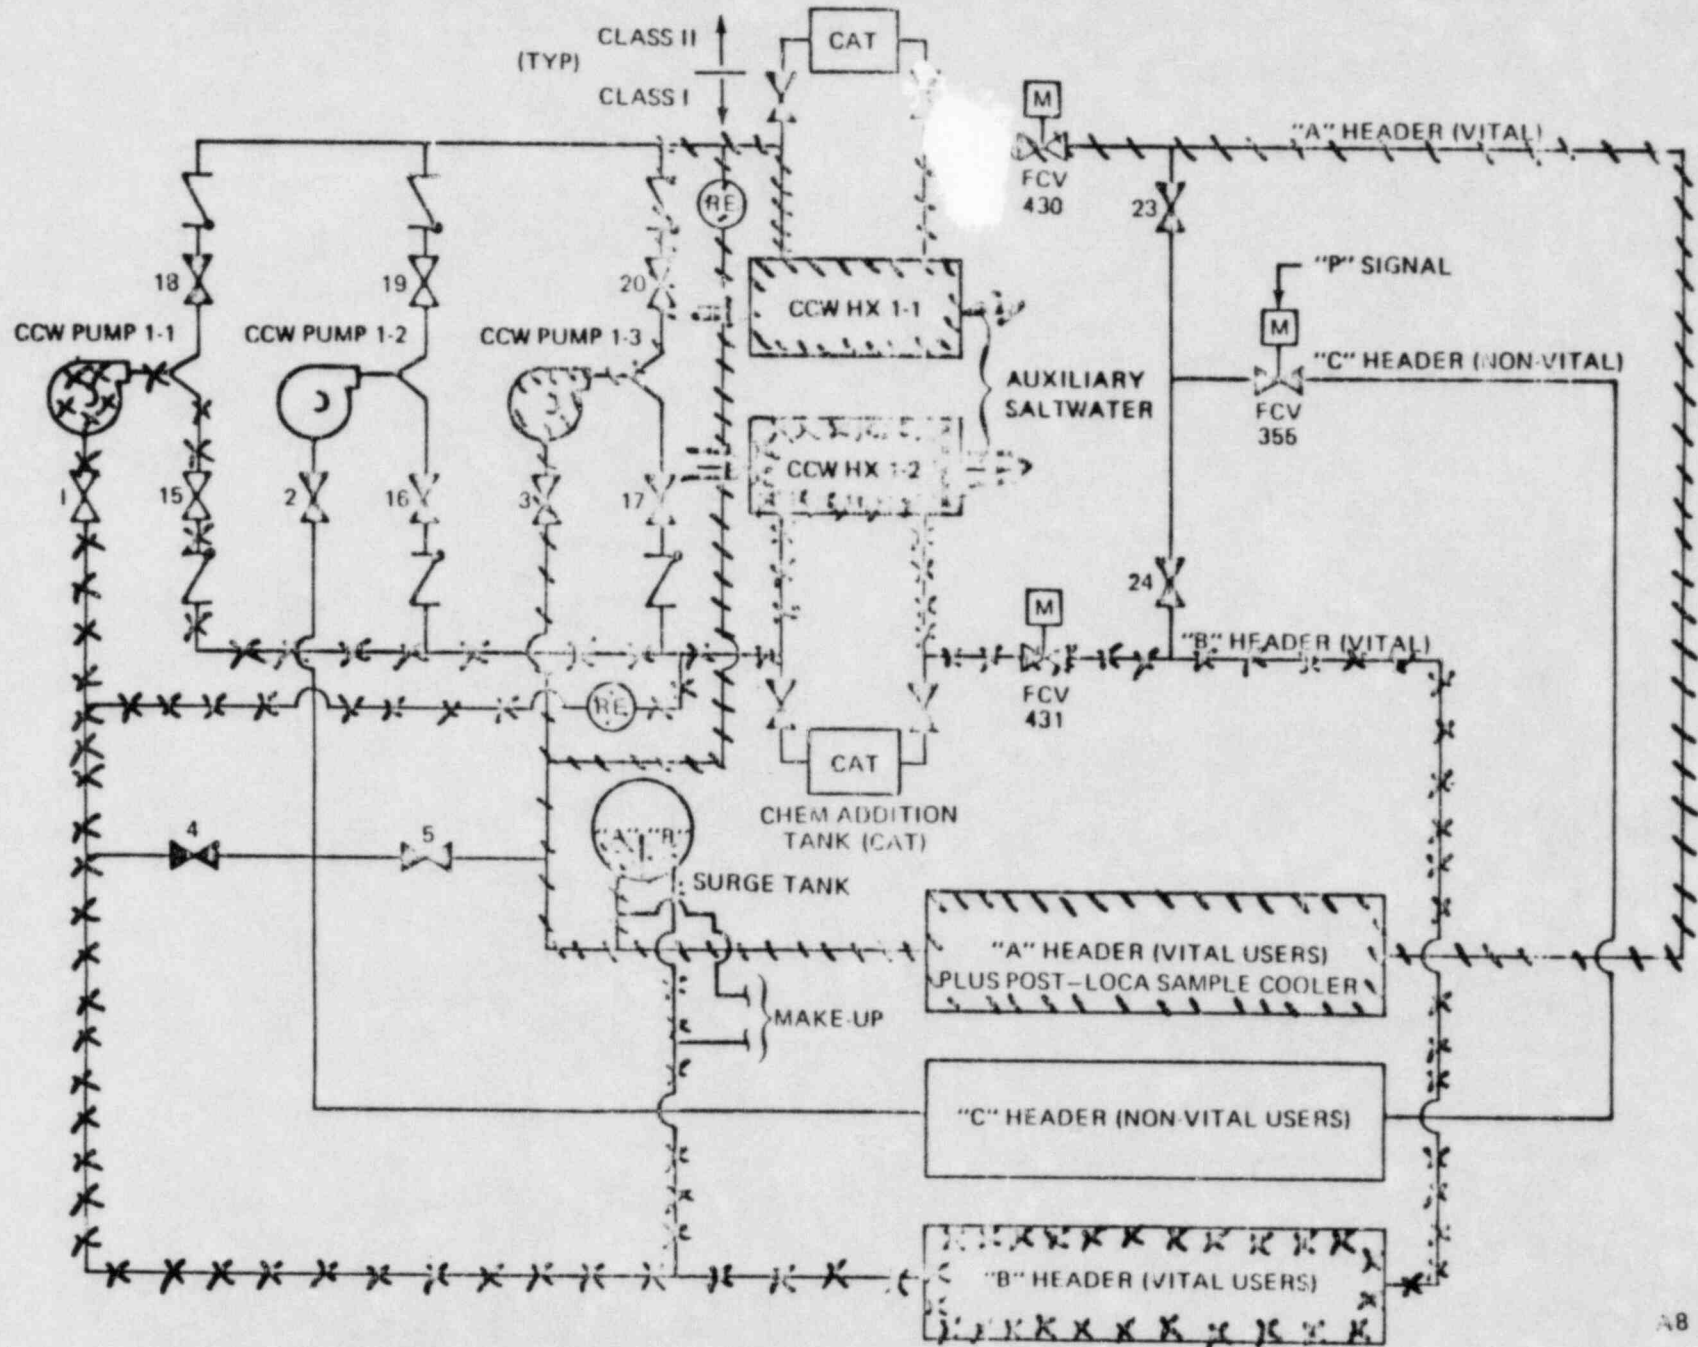 CLASS II
(TYP)
CLASS I
CAT
M
"A" HEADER (VITAL)
FCV
430
RE
23
18
19
20
"P" SIGNAL
M
CCW HX 1-1
CCW PUMP 1-1
CCW PUMP 1-2
CCW PUMP 1-3
"C" HEADER (NON-VITAL)
AUXILIARY
SALTWATER
FCV
355
CCW HX 1-2
1
15
2
16
3
17
24
M
"B" HEADER (VITAL)
FCV
431
RE
CAT
CHEM ADDITION
TANK (CAT)
4
5
"A" "B"
SURGE TANK
"A" HEADER (VITAL USERS)
PLUS POST-LOCA SAMPLE COOLER
MAKE-UP
"C" HEADER (NON-VITAL USERS)
"B" HEADER (VITAL USERS)
A8